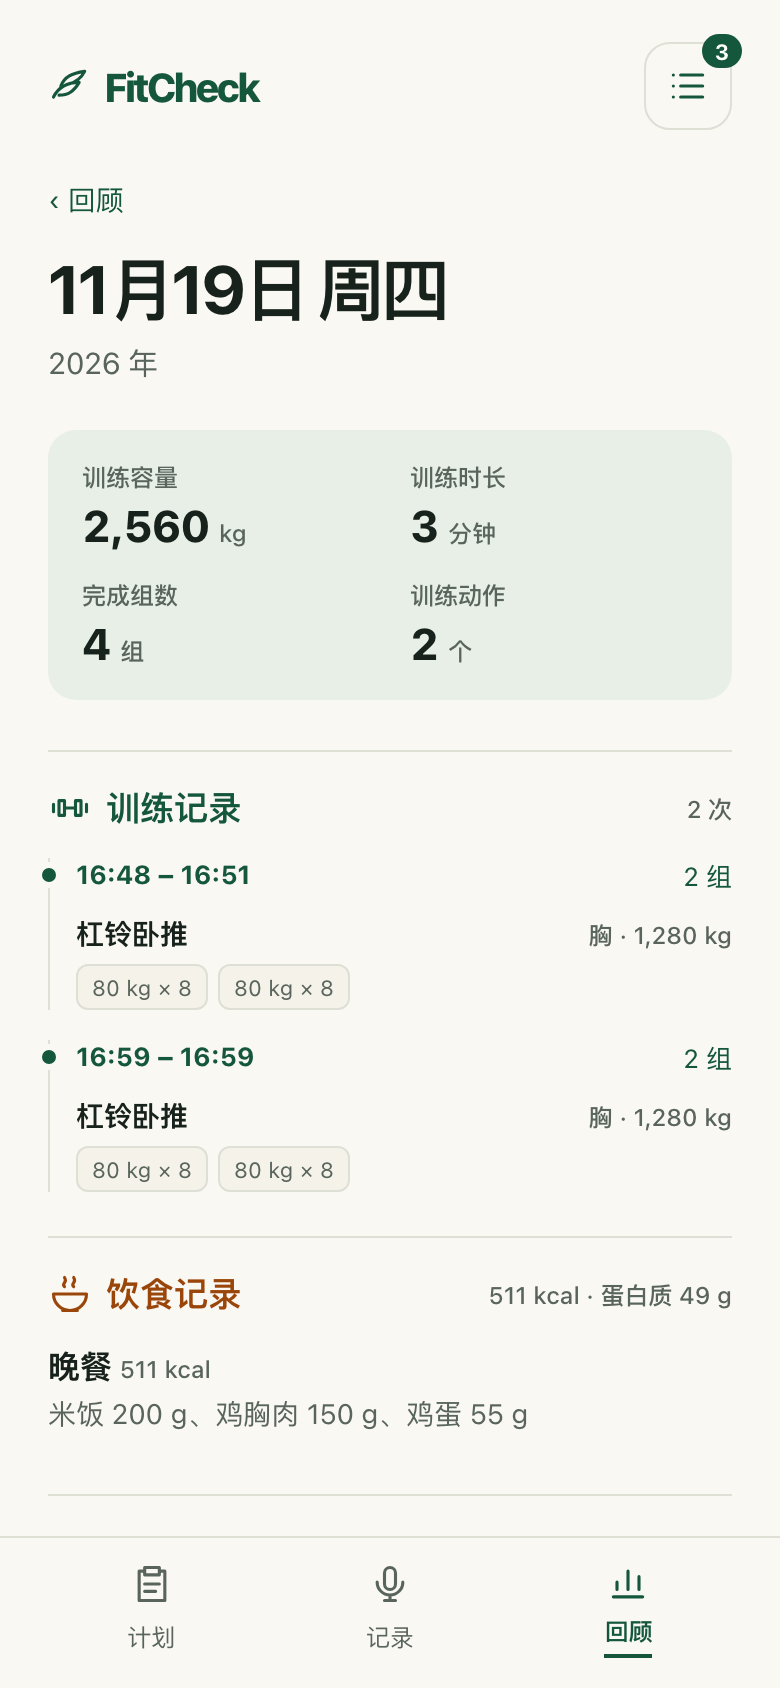 FitCheck
3
‹ 回顾
11月19日 周四
2026 年
训练容量 训练时长
2,560 kg 3 分钟
完成组数 训练动作
4 组 2 个
训练记录 2 次
16:48 – 16:51 2 组
杠铃卧推 胸 · 1,280 kg
80 kg × 8 80 kg × 8
16:59 – 16:59 2 组
杠铃卧推 胸 · 1,280 kg
80 kg × 8 80 kg × 8
饮食记录 511 kcal · 蛋白质 49 g
晚餐 511 kcal
米饭 200 g、鸡胸肉 150 g、鸡蛋 55 g
计划 记录 回顾